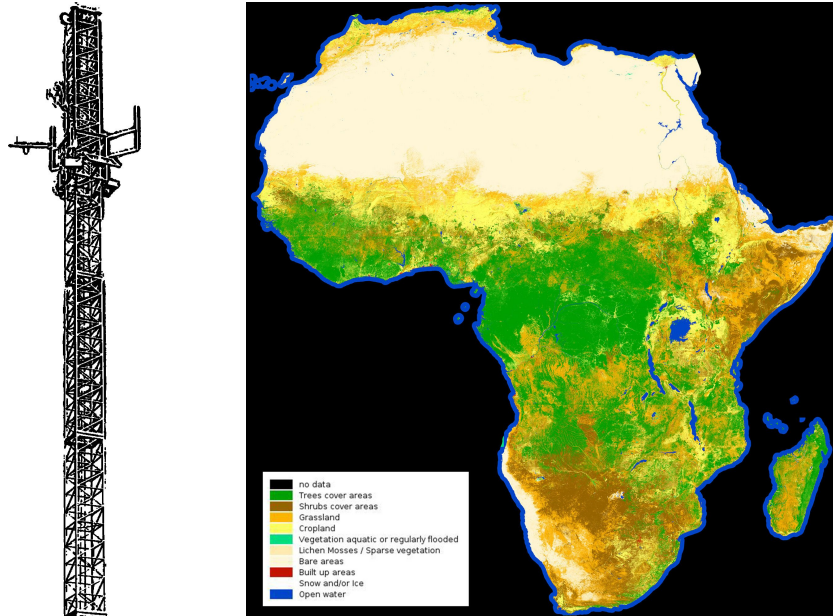 no data
Trees cover areas
Shrubs cover areas
Grassland
Cropland
Vegetation aquatic or regularly flooded
Lichen Mosses / Sparse vegetation
Bare areas
Built up areas
Snow and/or Ice
Open water